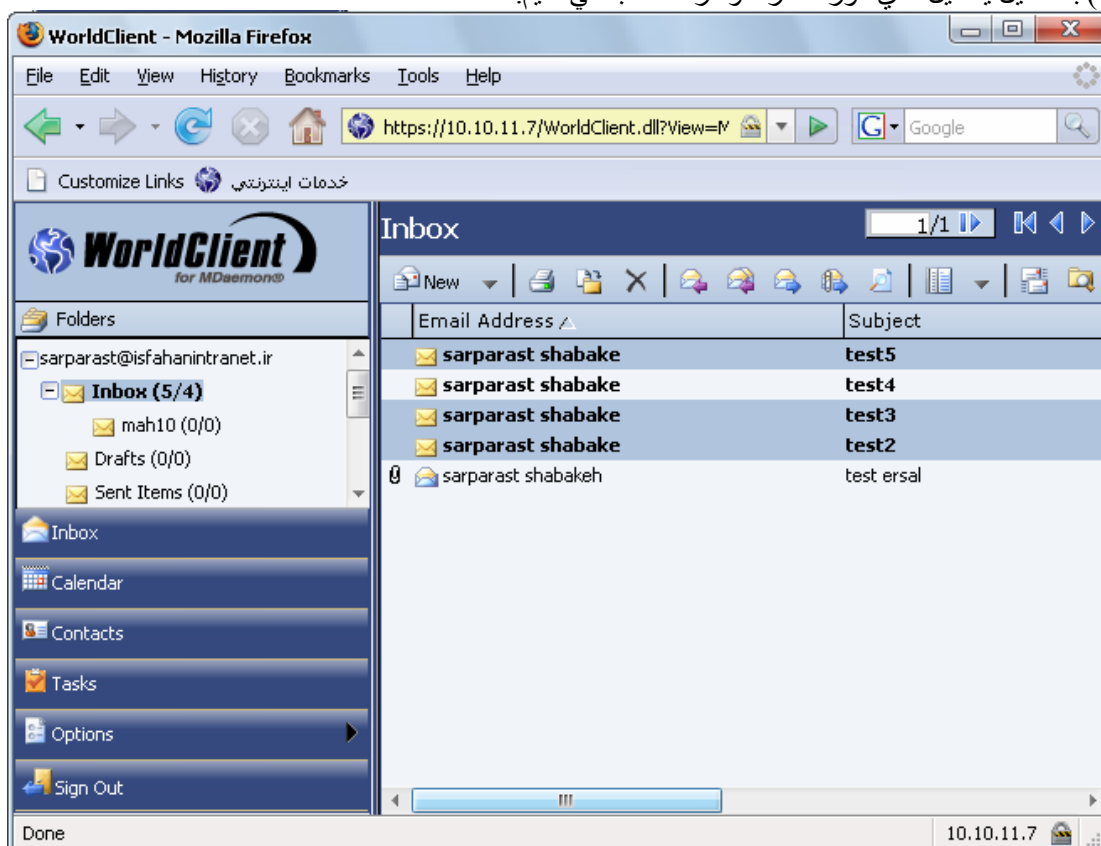 WorldClient - Mozilla Firefox
File Edit View History Bookmarks Tools Help
https://10.10.11.7/WorldClient.dll?View=M
Google
Customize Links خدمات اينترنتي
WorldClient
for MDaemon®
Folders
sarparast@isfahanintranet.ir
Inbox (5/4)
mah10 (0/0)
Drafts (0/0)
Sent Items (0/0)
Inbox
Calendar
Contacts
Tasks
Options
Sign Out
Inbox
1/1
New
Email Address Subject
sarparast shabake test5
sarparast shabake test4
sarparast shabake test3
sarparast shabake test2
sarparast shabakeh test ersal
Done
10.10.11.7